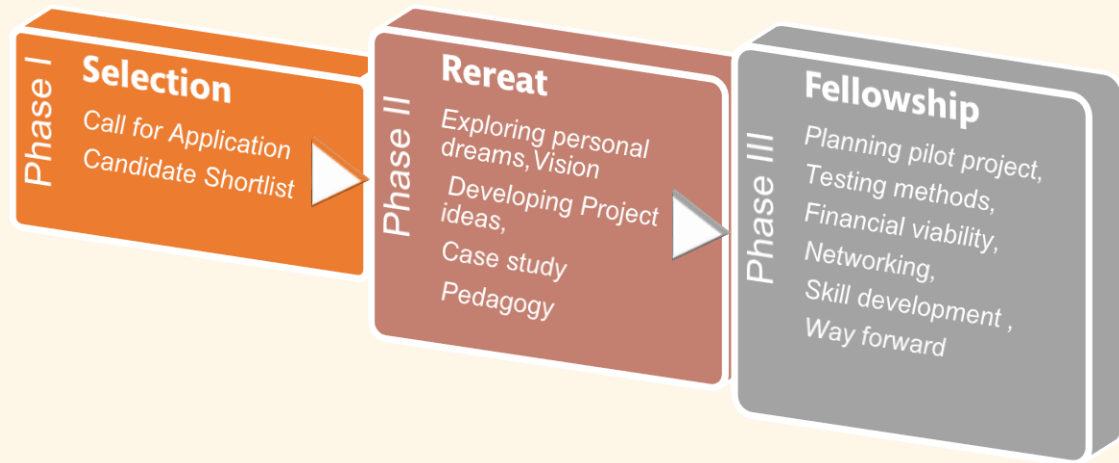 Phase I
Selection
Call for Application
Candidate Shortlist
Phase II
Rereat
Exploring personal
dreams,Vision
Developing Project
ideas,
Case study
Pedagogy
Phase III
Fellowship
Planning pilot project,
Testing methods,
Financial viability,
Networking,
Skill development ,
Way forward